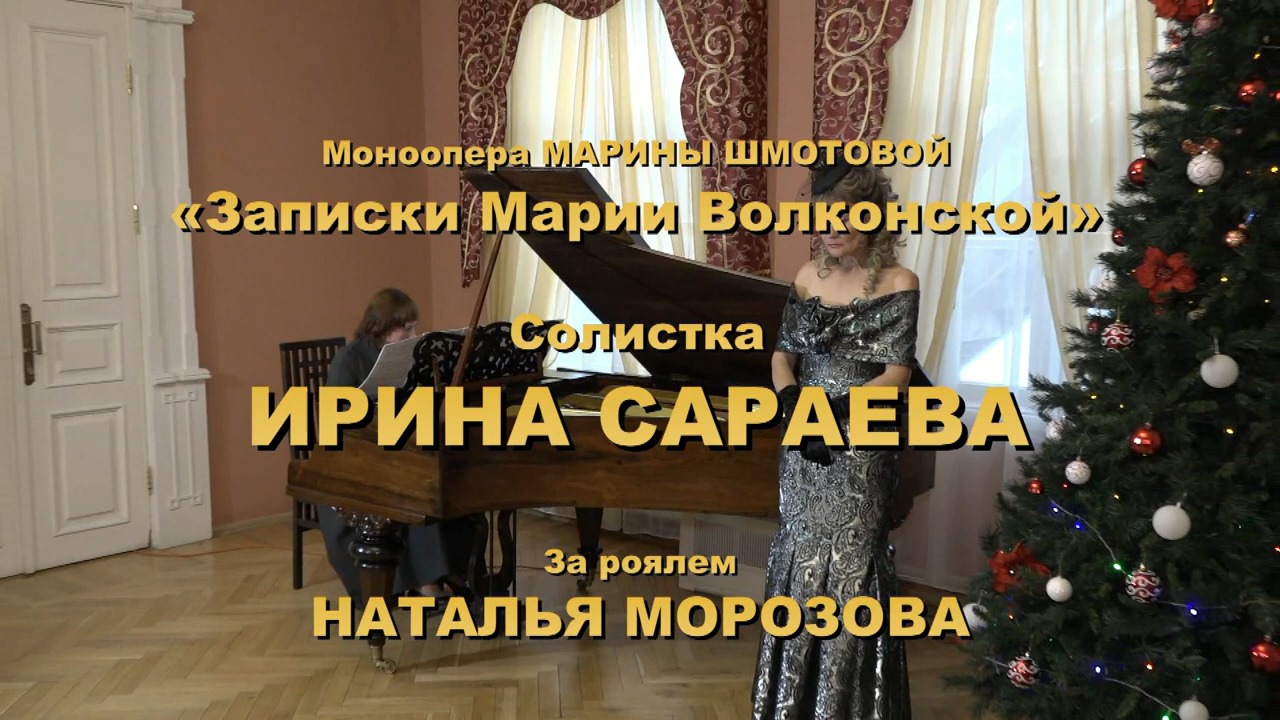 Моноопера МАРИНЫ ШМОТОВОЙ
«Записки Марии Волконской»
Солистка
ИРИНА САРАЕВА
За роялем
НАТАЛЬЯ МОРОЗОВА